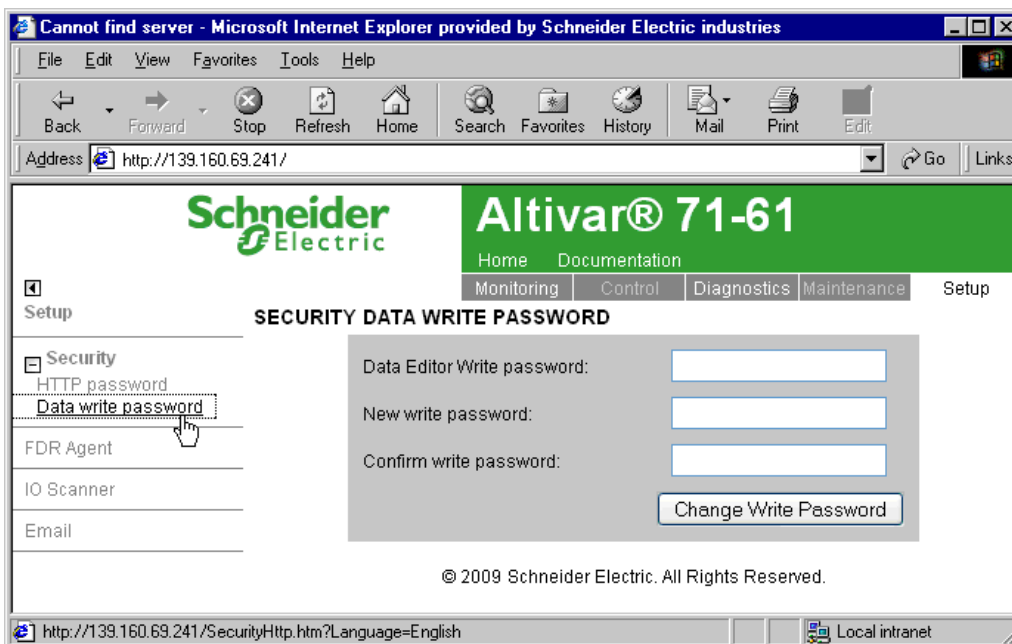 Cannot find server - Microsoft Internet Explorer provided by Schneider Electric industries
File Edit View Favorites Tools Help
Back Forward Stop Refresh Home Search Favorites History Mail Print Edit
Address http://139.160.69.241/ Go Links
Schneider Electric
Altivar® 71-61
Home Documentation
Monitoring Control Diagnostics Maintenance Setup
Setup
SECURITY DATA WRITE PASSWORD
Security
HTTP password
Data write password
FDR Agent
IO Scanner
Email
Data Editor Write password:
New write password:
Confirm write password:
Change Write Password
© 2009 Schneider Electric. All Rights Reserved.
http://139.160.69.241/SecurityHttp.htm?Language=English Local intranet